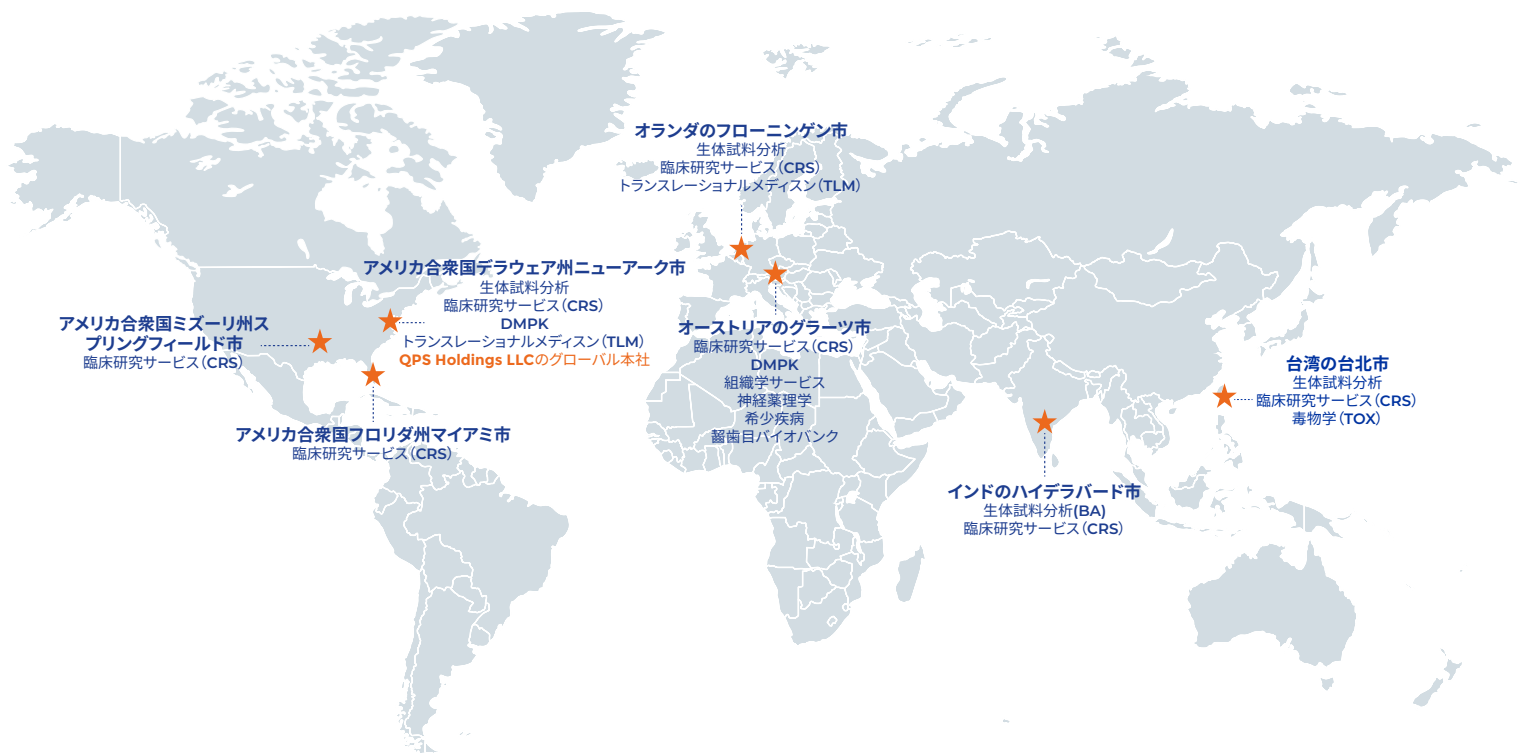 オランダのフローニンゲン市
生体試料分析
臨床研究サービス（CRS）
トランスレーショナルメディスン（TLM）
アメリカ合衆国デラウェア州ニューアーク市
生体試料分析
臨床研究サービス（CRS）
DMPK
トランスレーショナルメディスン（TLM）
QPS Holdings LLCのグローバル本社
アメリカ合衆国ミズーリ州ス
プリングフィールド市
臨床研究サービス（CRS）
アメリカ合衆国フロリダ州マイアミ市
臨床研究サービス（CRS）
オーストリアのグラーツ市
臨床研究サービス（CRS）
DMPK
組織学サービス
神経薬理学
希少疾病
齧歯目バイオバンク
インドのハイデラバード市
生体試料分析(BA)
臨床研究サービス（CRS）
台湾の台北市
生体試料分析
臨床研究サービス（CRS）
毒物学（TOX）